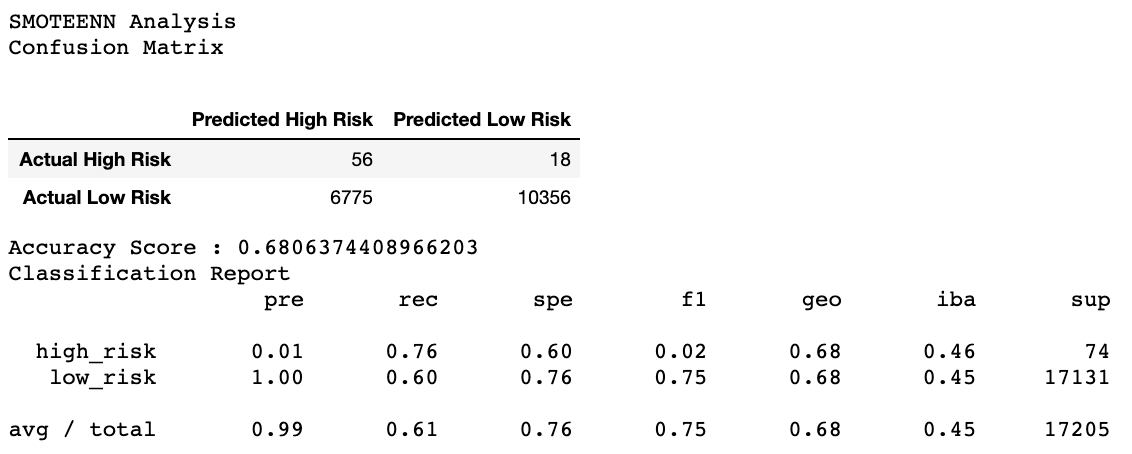 SMOTEENN Analysis
Confusion Matrix
Predicted High Risk Predicted Low Risk
Actual High Risk 56 18
Actual Low Risk 6775 10356
Accuracy Score : 0.6806374408966203
Classification Report
pre rec spe f1 geo iba sup
high_risk 0.01 0.76 0.60 0.02 0.68 0.46 74
low_risk 1.00 0.60 0.76 0.75 0.68 0.45 17131
avg / total 0.99 0.61 0.76 0.75 0.68 0.45 17205